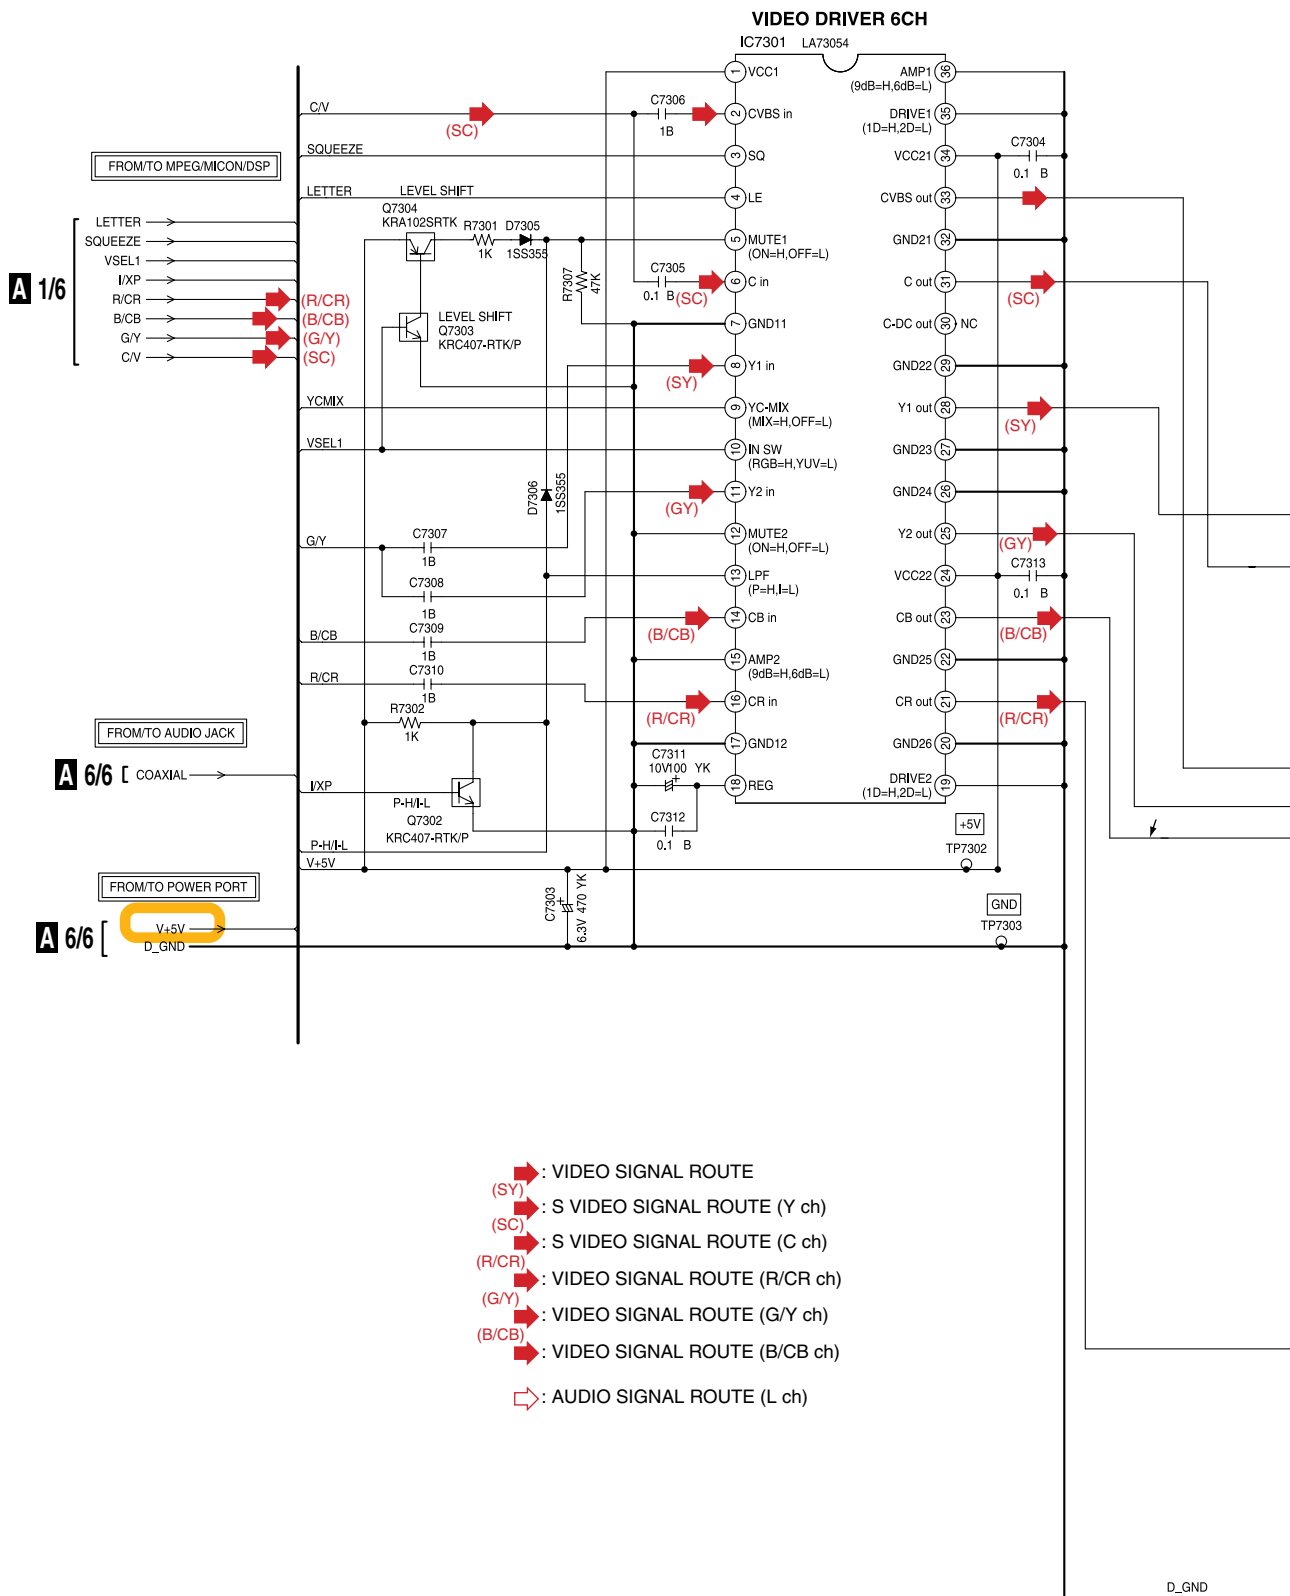 VIDEO DRIVER 6CH
IC7301 LA73054
1 VCC1
2 CVBS in
3 SQ
4 LE
5 MUTE1
(ON=H,OFF=L)
6 C in
7 GND11
8 Y1 in
9 YC-MIX
(MIX=H,OFF=L)
10 IN SW
(RGB=H,YUV=L)
11 Y2 in
12 MUTE2
(ON=H,OFF=L)
13 LPF
(P=H,I=L)
14 CB in
15 AMP2
(9dB=H,6dB=L)
16 CR in
17 GND12
18 REG
AMP1 36
(9dB=H,6dB=L)
DRIVE1 35
(1D=H,2D=L)
VCC21 34
CVBS out 33
GND21 32
C out 31
C-DC out 30 NC
GND22 29
Y1 out 28
GND23 27
GND24 26
Y2 out 25
VCC22 24
CB out 23
GND25 22
CR out 21
GND26 20
DRIVE2 19
(1D=H,2D=L)
C/V
(SC)
C7306
1B
SQUEEZE
LETTER
LEVEL SHIFT
Q7304
KRA102SRTK
R7301
1K
D7305
1SS355
R7307
47K
C7305
0.1 B
(SC)
LEVEL SHIFT
Q7303
KRC407-RTK/P
(SY)
YCMIX
VSEL1
D7306
1SS355
(GY)
G/Y
C7307
1B
C7308
1B
B/CB
C7309
1B
(B/CB)
R/CR
C7310
1B
(R/CR)
R7302
1K
I/XP
P-H/I-L
Q7302
KRC407-RTK/P
P-H/I-L
V+5V
C7311
10V100 YK
C7312
0.1 B
C7303
6.3V 470 YK
C7304
0.1 B
(SC)
(SY)
(GY)
C7313
0.1 B
(B/CB)
(R/CR)
+5V
TP7302
GND
TP7303
FROM/TO MPEG/MICON/DSP
A 1/6
LETTER
SQUEEZE
VSEL1
I/XP
R/CR (R/CR)
B/CB (B/CB)
G/Y (G/Y)
C/V (SC)
FROM/TO AUDIO JACK
A 6/6 COAXIAL
FROM/TO POWER PORT
A 6/6
V+5V
D_GND
: VIDEO SIGNAL ROUTE
(SY)
: S VIDEO SIGNAL ROUTE (Y ch)
(SC)
: S VIDEO SIGNAL ROUTE (C ch)
(R/CR)
: VIDEO SIGNAL ROUTE (R/CR ch)
(G/Y)
: VIDEO SIGNAL ROUTE (G/Y ch)
(B/CB)
: VIDEO SIGNAL ROUTE (B/CB ch)
: AUDIO SIGNAL ROUTE (L ch)
D_GND